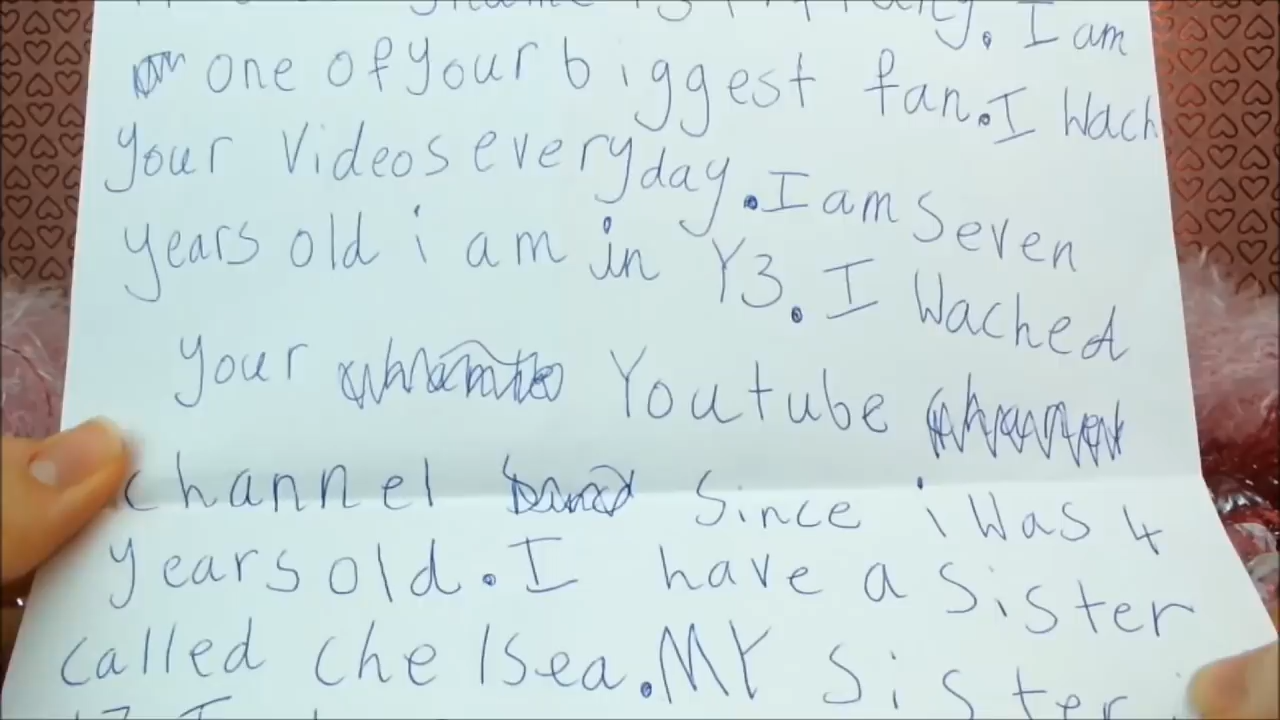 I am
one of your biggest fan. I Wach
your Videos everyday. I am Seven
years old i am in Y3. I Wached
your Youtube
channel Since i Was 4
years old. I have a Sister
called chelsea. MY Sister